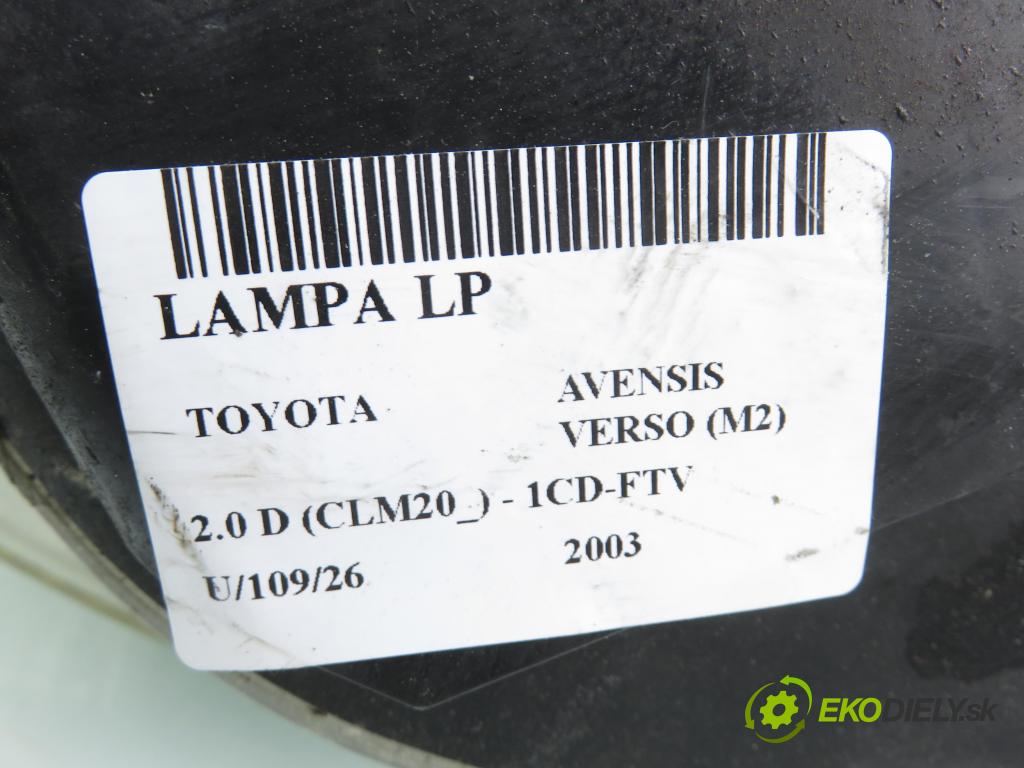 LAMPA LP
TOYOTA
AVENSIS
VERSO (M2)
2.0 D (CLM20_) - 1CD-FTV
U/109/26
2003
EKODIELY.sk